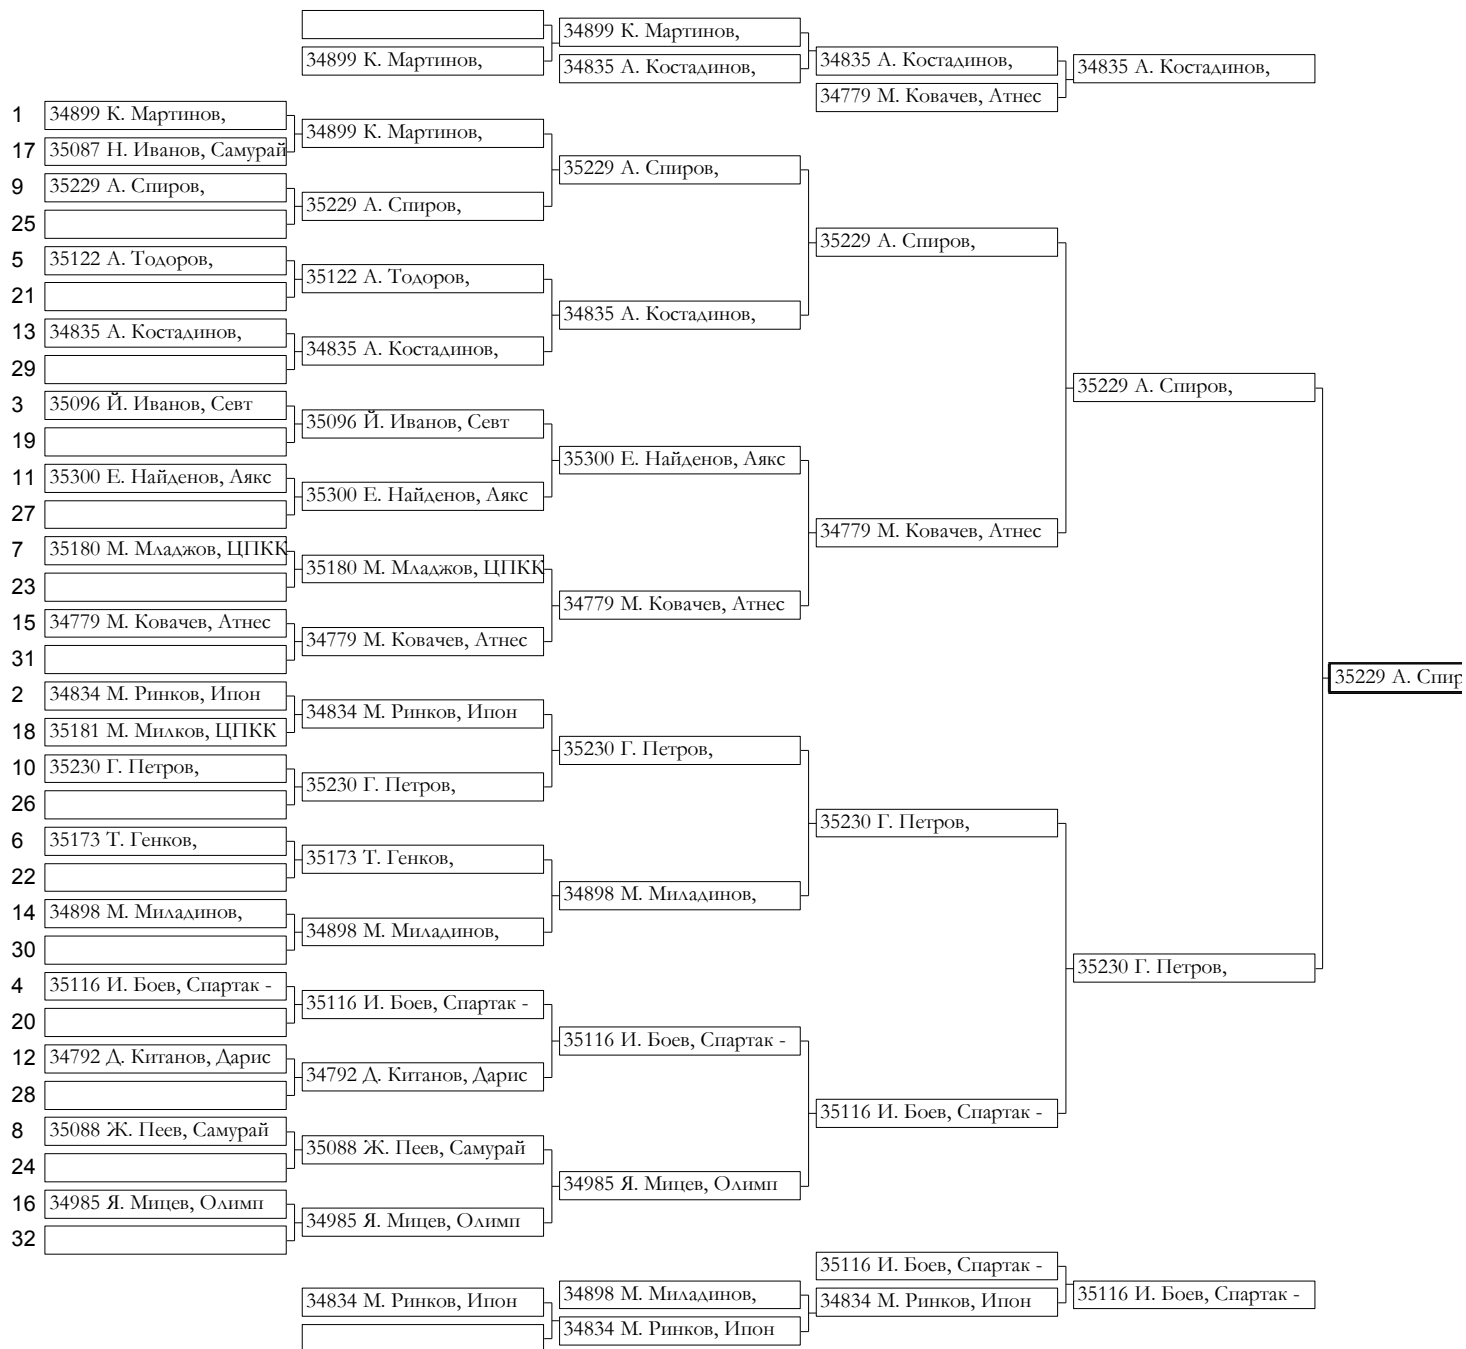 34899 К. Мартинов,
34899 К. Мартинов,
34835 А. Костадинов,
34835 А. Костадинов,
34779 М. Ковачев, Атнес
34835 А. Костадинов,
1 34899 К. Мартинов,
17 35087 Н. Иванов, Самурай
9 35229 А. Спиров,
25
5 35122 А. Тодоров,
21
13 34835 А. Костадинов,
29
3 35096 Й. Иванов, Севт
19
11 35300 Е. Найденов, Аякс
27
7 35180 М. Младжов, ЦПКК
23
15 34779 М. Ковачев, Атнес
31
2 34834 М. Ринков, Ипон
18 35181 М. Милков, ЦПКК
10 35230 Г. Петров,
26
6 35173 Т. Генков,
22
14 34898 М. Миладинов,
30
4 35116 И. Боев, Спартак -
20
12 34792 Д. Китанов, Дарис
28
8 35088 Ж. Пеев, Самурай
24
16 34985 Я. Мицев, Олимп
32
34899 К. Мартинов,
35229 А. Спиров,
35122 А. Тодоров,
34835 А. Костадинов,
35096 Й. Иванов, Севт
35300 Е. Найденов, Аякс
35180 М. Младжов, ЦПКК
34779 М. Ковачев, Атнес
34834 М. Ринков, Ипон
35230 Г. Петров,
35173 Т. Генков,
34898 М. Миладинов,
35116 И. Боев, Спартак -
34792 Д. Китанов, Дарис
35088 Ж. Пеев, Самурай
34985 Я. Мицев, Олимп
35229 А. Спиров,
34835 А. Костадинов,
35300 Е. Найденов, Аякс
34779 М. Ковачев, Атнес
35230 Г. Петров,
34898 М. Миладинов,
35116 И. Боев, Спартак -
34985 Я. Мицев, Олимп
35229 А. Спиров,
34779 М. Ковачев, Атнес
35230 Г. Петров,
35116 И. Боев, Спартак -
35229 А. Спиров,
35230 Г. Петров,
35229 А. Спир
34834 М. Ринков, Ипон
34898 М. Миладинов,
34834 М. Ринков, Ипон
35116 И. Боев, Спартак -
34834 М. Ринков, Ипон
35116 И. Боев, Спартак -